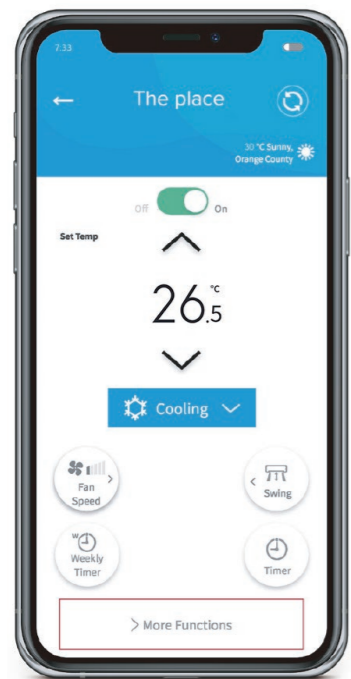 7.33
The place
30 °C Sunny,
Orange County
Off
On
Set Temp
26.5 °C
Cooling
Fan
Speed
Swing
W
Weekly
Timer
Timer
> More Functions